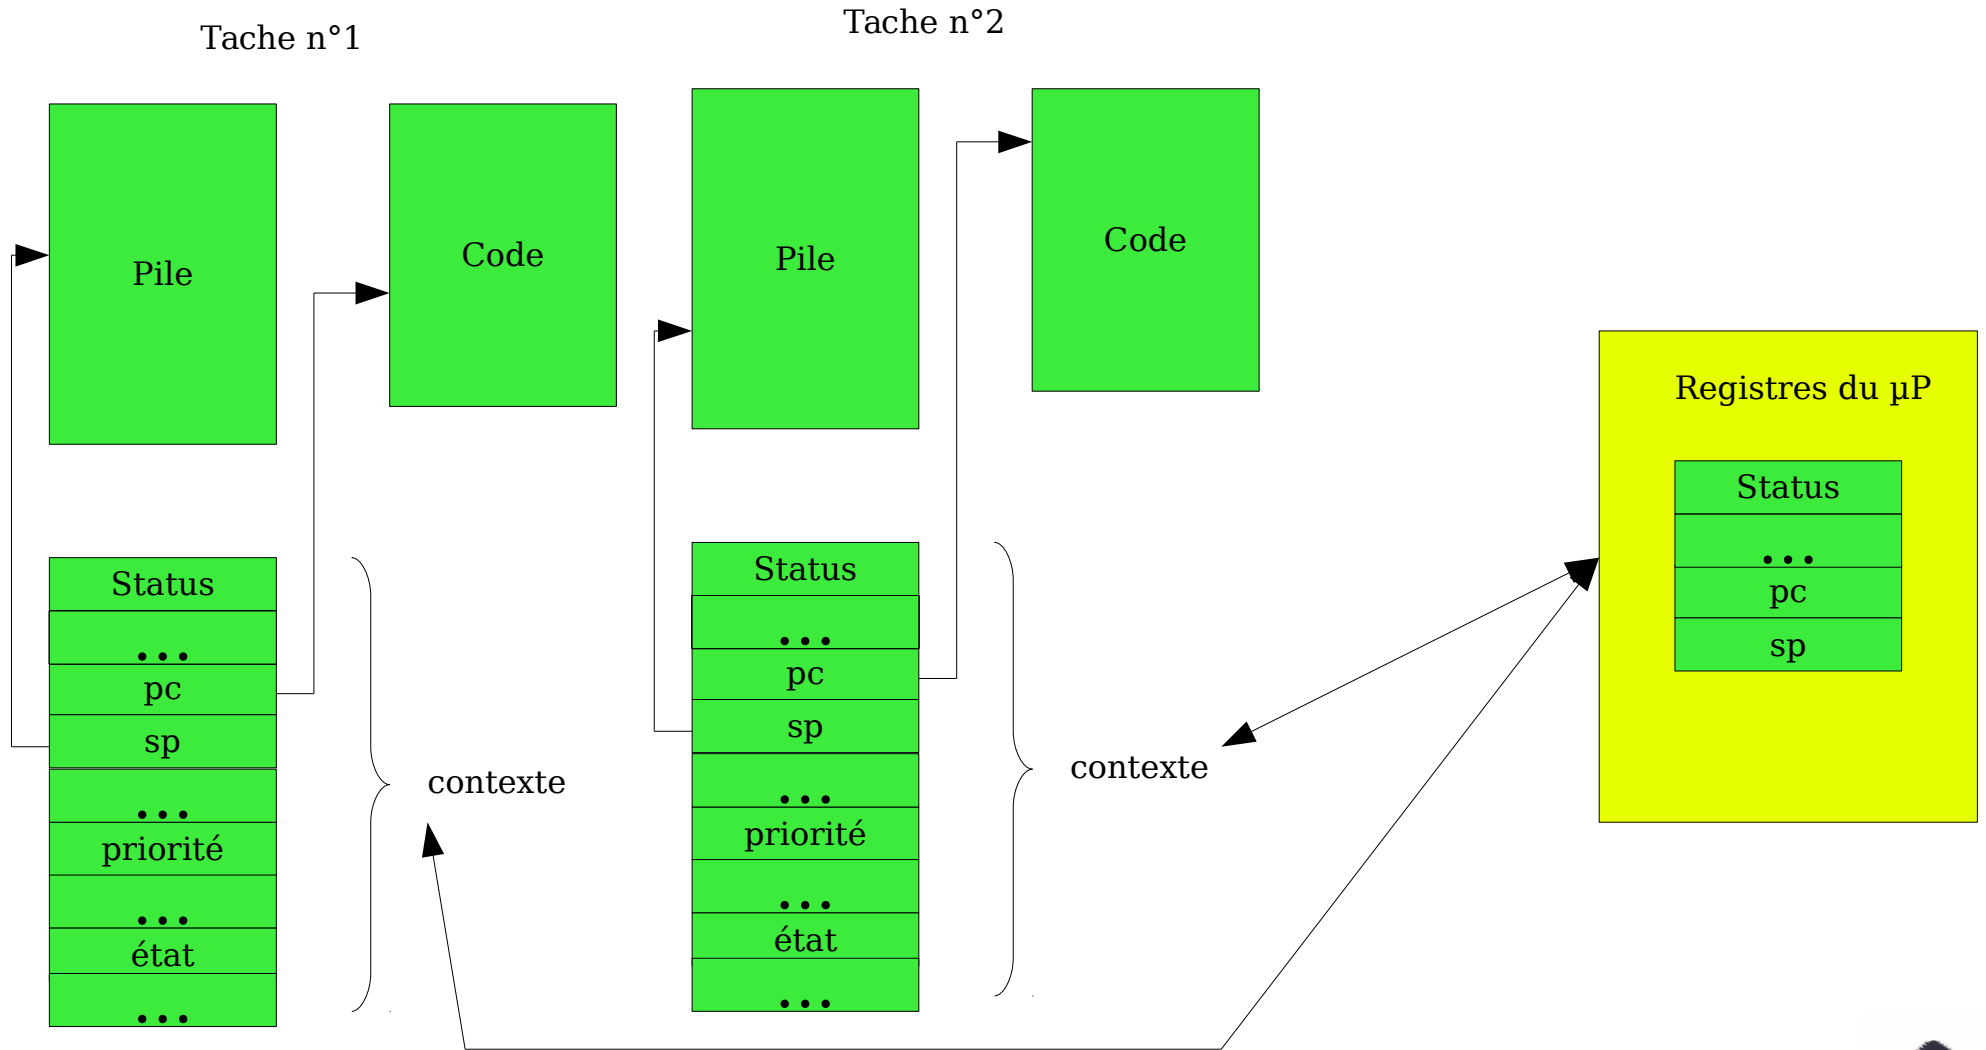 Tache n°1
Pile
Code
Status
...
pc
sp
...
priorité
...
état
...
contexte
Tache n°2
Pile
Code
Status
...
pc
sp
...
priorité
...
état
...
contexte
Registres du µP
Status
...
pc
sp